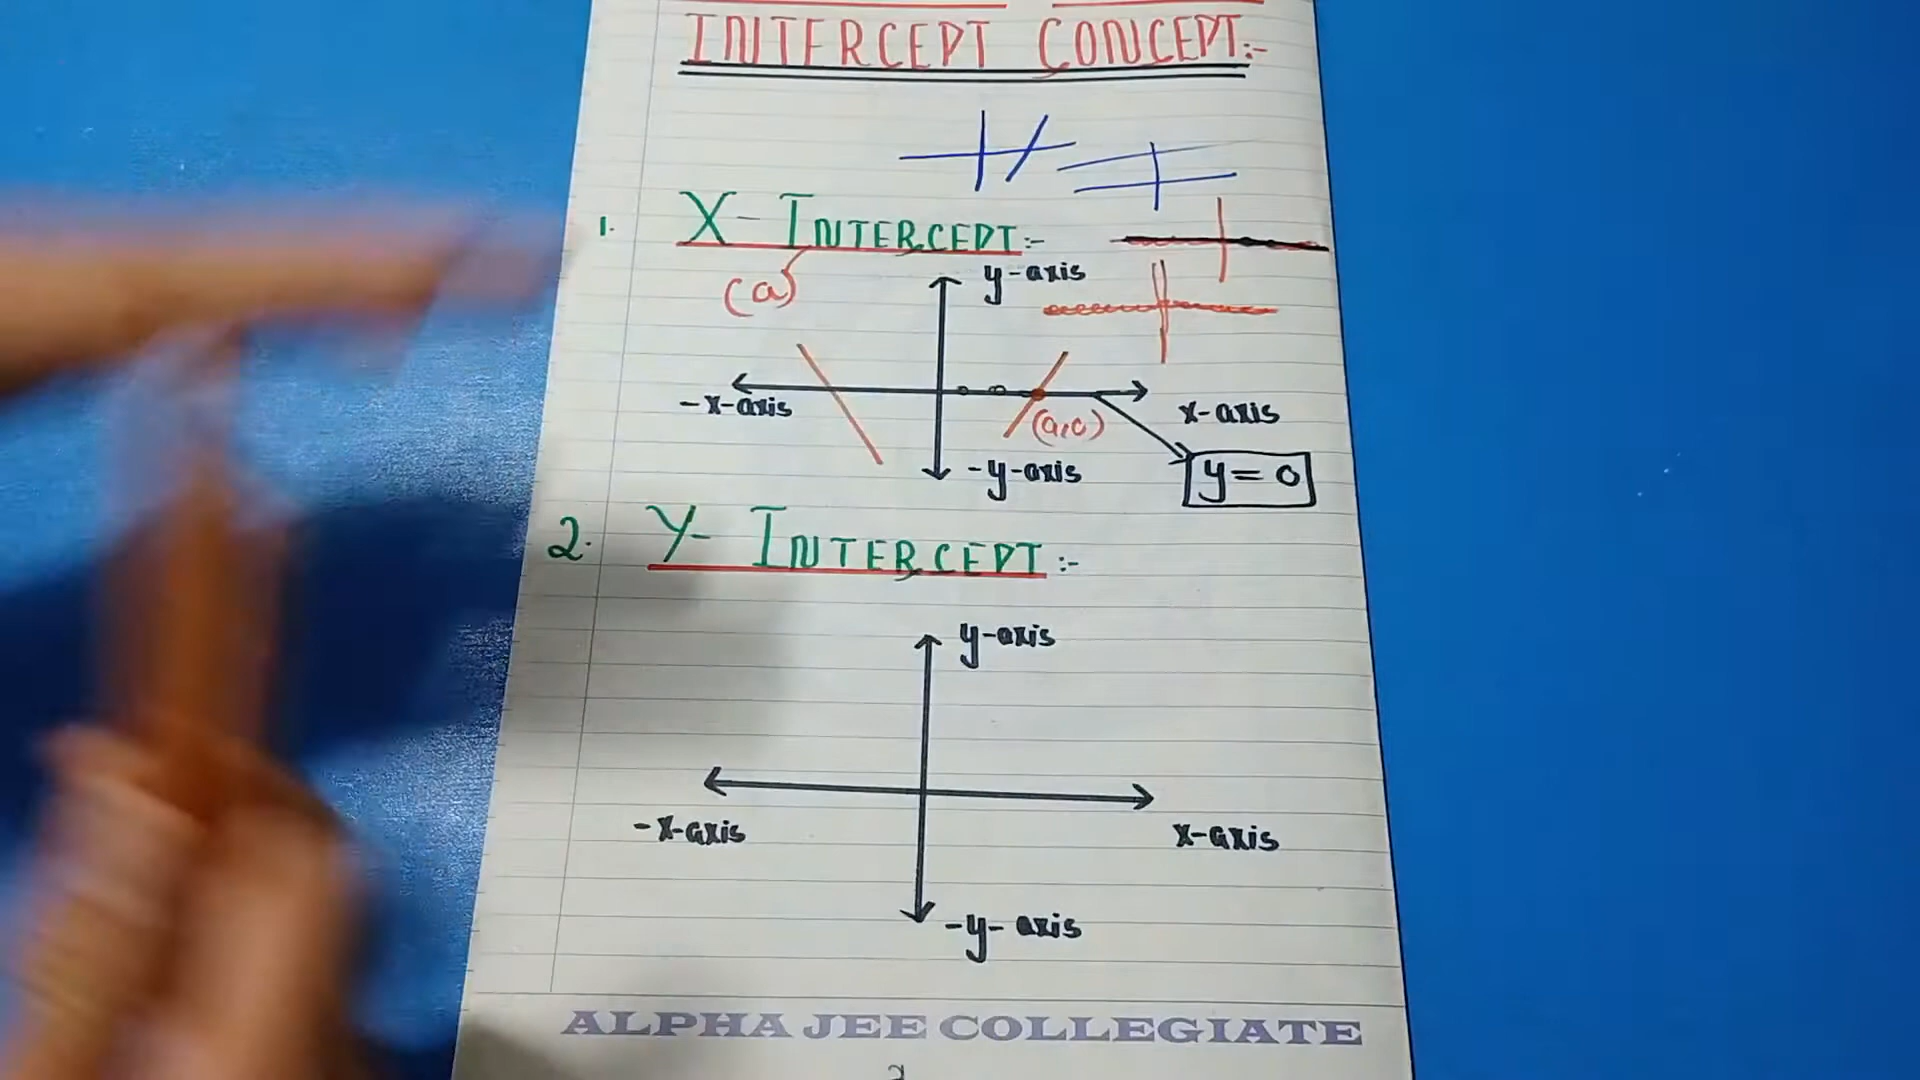 INTERCEPT CONCEPT:-
1. X-INTERCEPT:-
(a)
y-axis
-x-axis
x-axis
(a,0)
-y-axis
y=0
2. Y-INTERCEPT:-
y-axis
-x-axis
x-axis
-y-axis
ALPHA JEE COLLEGIATE